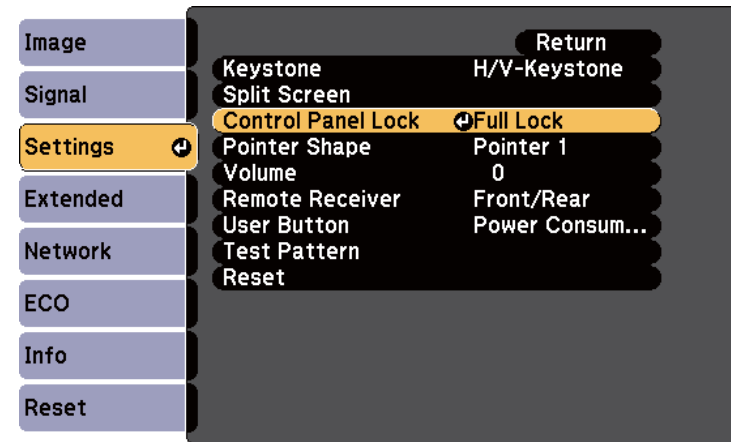 Image
Signal
Settings
Extended
Network
ECO
Info
Reset
Return
Keystone H/V-Keystone
Split Screen
Control Panel Lock Full Lock
Pointer Shape Pointer 1
Volume 0
Remote Receiver Front/Rear
User Button Power Consum...
Test Pattern
Reset